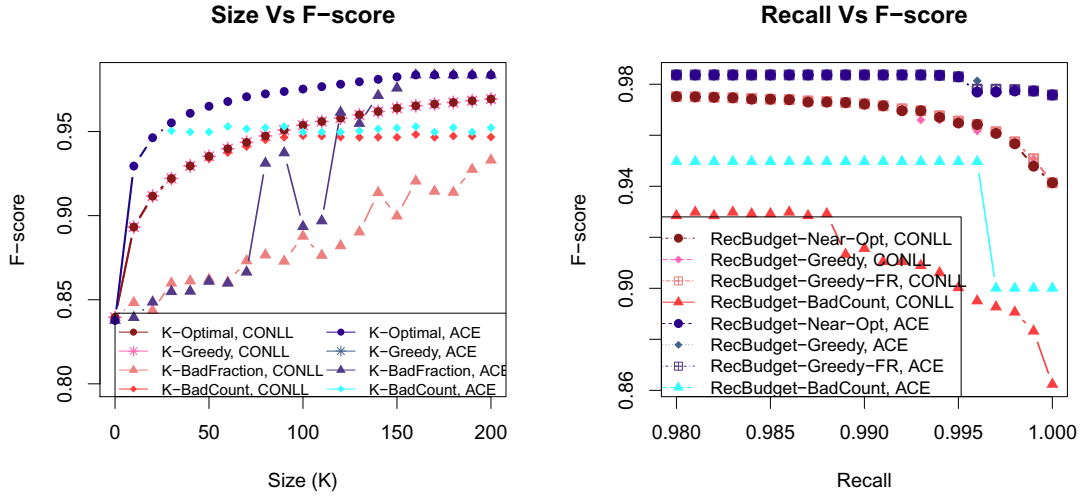 Size Vs F−score
F−score
0.95
0.90
0.85
0.80
K−Optimal, CONLL
K−Greedy, CONLL
K−BadFraction, CONLL
K−BadCount, CONLL
K−Optimal, ACE
K−Greedy, ACE
K−BadFraction, ACE
K−BadCount, ACE
0 50 100 150 200
Size (K)
Recall Vs F−score
F−score
0.98
0.94
0.90
0.86
RecBudget−Near−Opt, CONLL
RecBudget−Greedy, CONLL
RecBudget−Greedy−FR, CONLL
RecBudget−BadCount, CONLL
RecBudget−Near−Opt, ACE
RecBudget−Greedy, ACE
RecBudget−Greedy−FR, ACE
RecBudget−BadCount, ACE
0.980 0.985 0.990 0.995 1.000
Recall